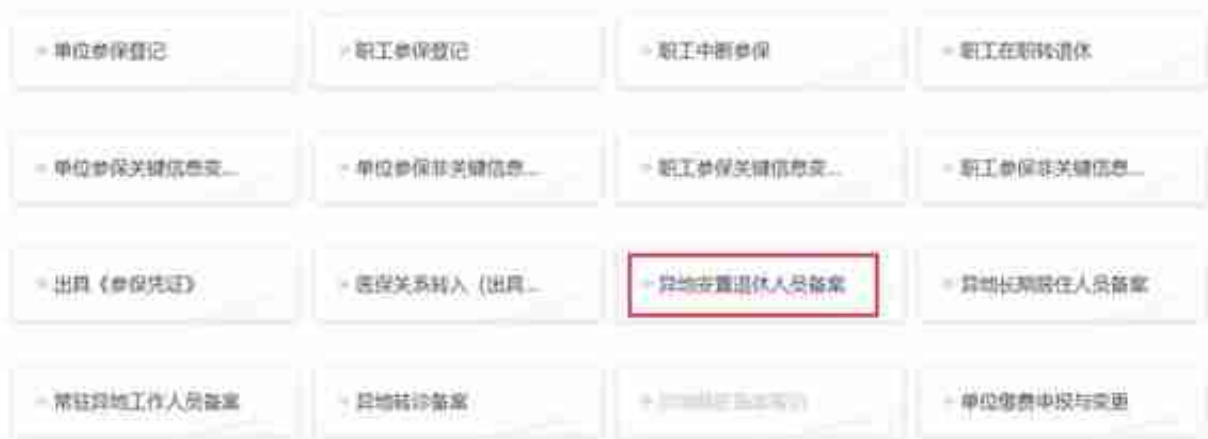 单位参保登记
职工参保登记
职工中断参保
职工在职转退休
单位参保关键信息变...
单位参保非关键信息...
职工参保关键信息变...
职工参保非关键信息...
出具《参保凭证》
医保关系转入（出具...
异地安置退休人员备案
异地长期居住人员备案
常驻异地工作人员备案
异地转诊备案
单位缴费申报与变更